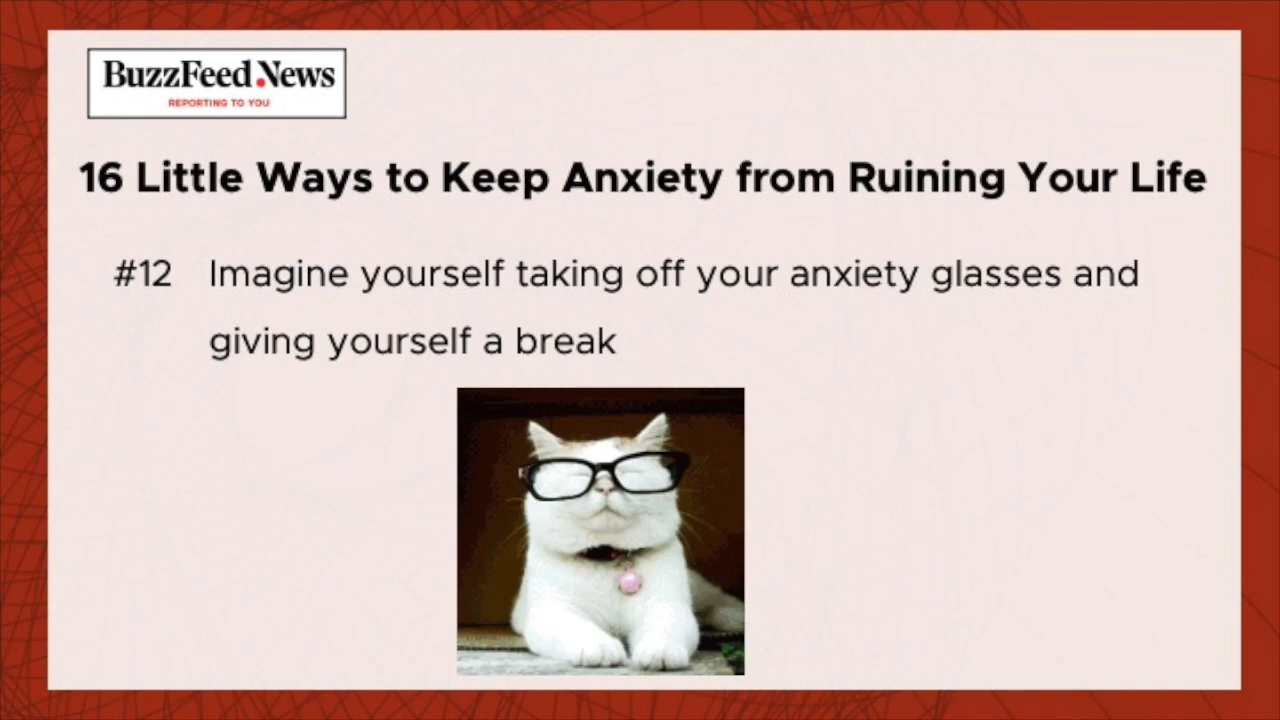 BuzzFeed News
REPORTING TO YOU
16 Little Ways to Keep Anxiety from Ruining Your Life
#12 Imagine yourself taking off your anxiety glasses and
giving yourself a break